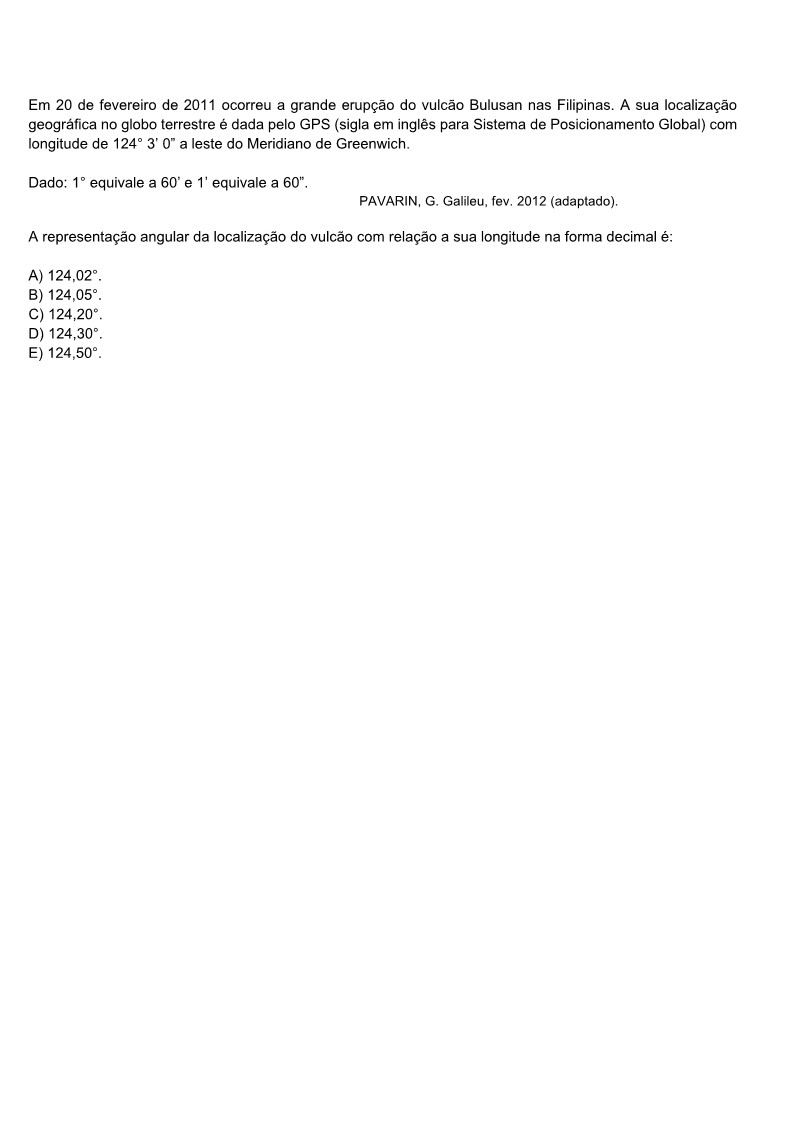 Em 20 de fevereiro de 2011 ocorreu a grande erupção do vulcão Bulusan nas Filipinas. A sua localização
geográfica no globo terrestre é dada pelo GPS (sigla em inglês para Sistema de Posicionamento Global) com
longitude de 124° 3’ 0” a leste do Meridiano de Greenwich.
Dado: 1° equivale a 60’ e 1’ equivale a 60”.
PAVARIN, G. Galileu, fev. 2012 (adaptado).
A representação angular da localização do vulcão com relação a sua longitude na forma decimal é:
A) 124,02°.
B) 124,05°.
C) 124,20°.
D) 124,30°.
E) 124,50°.